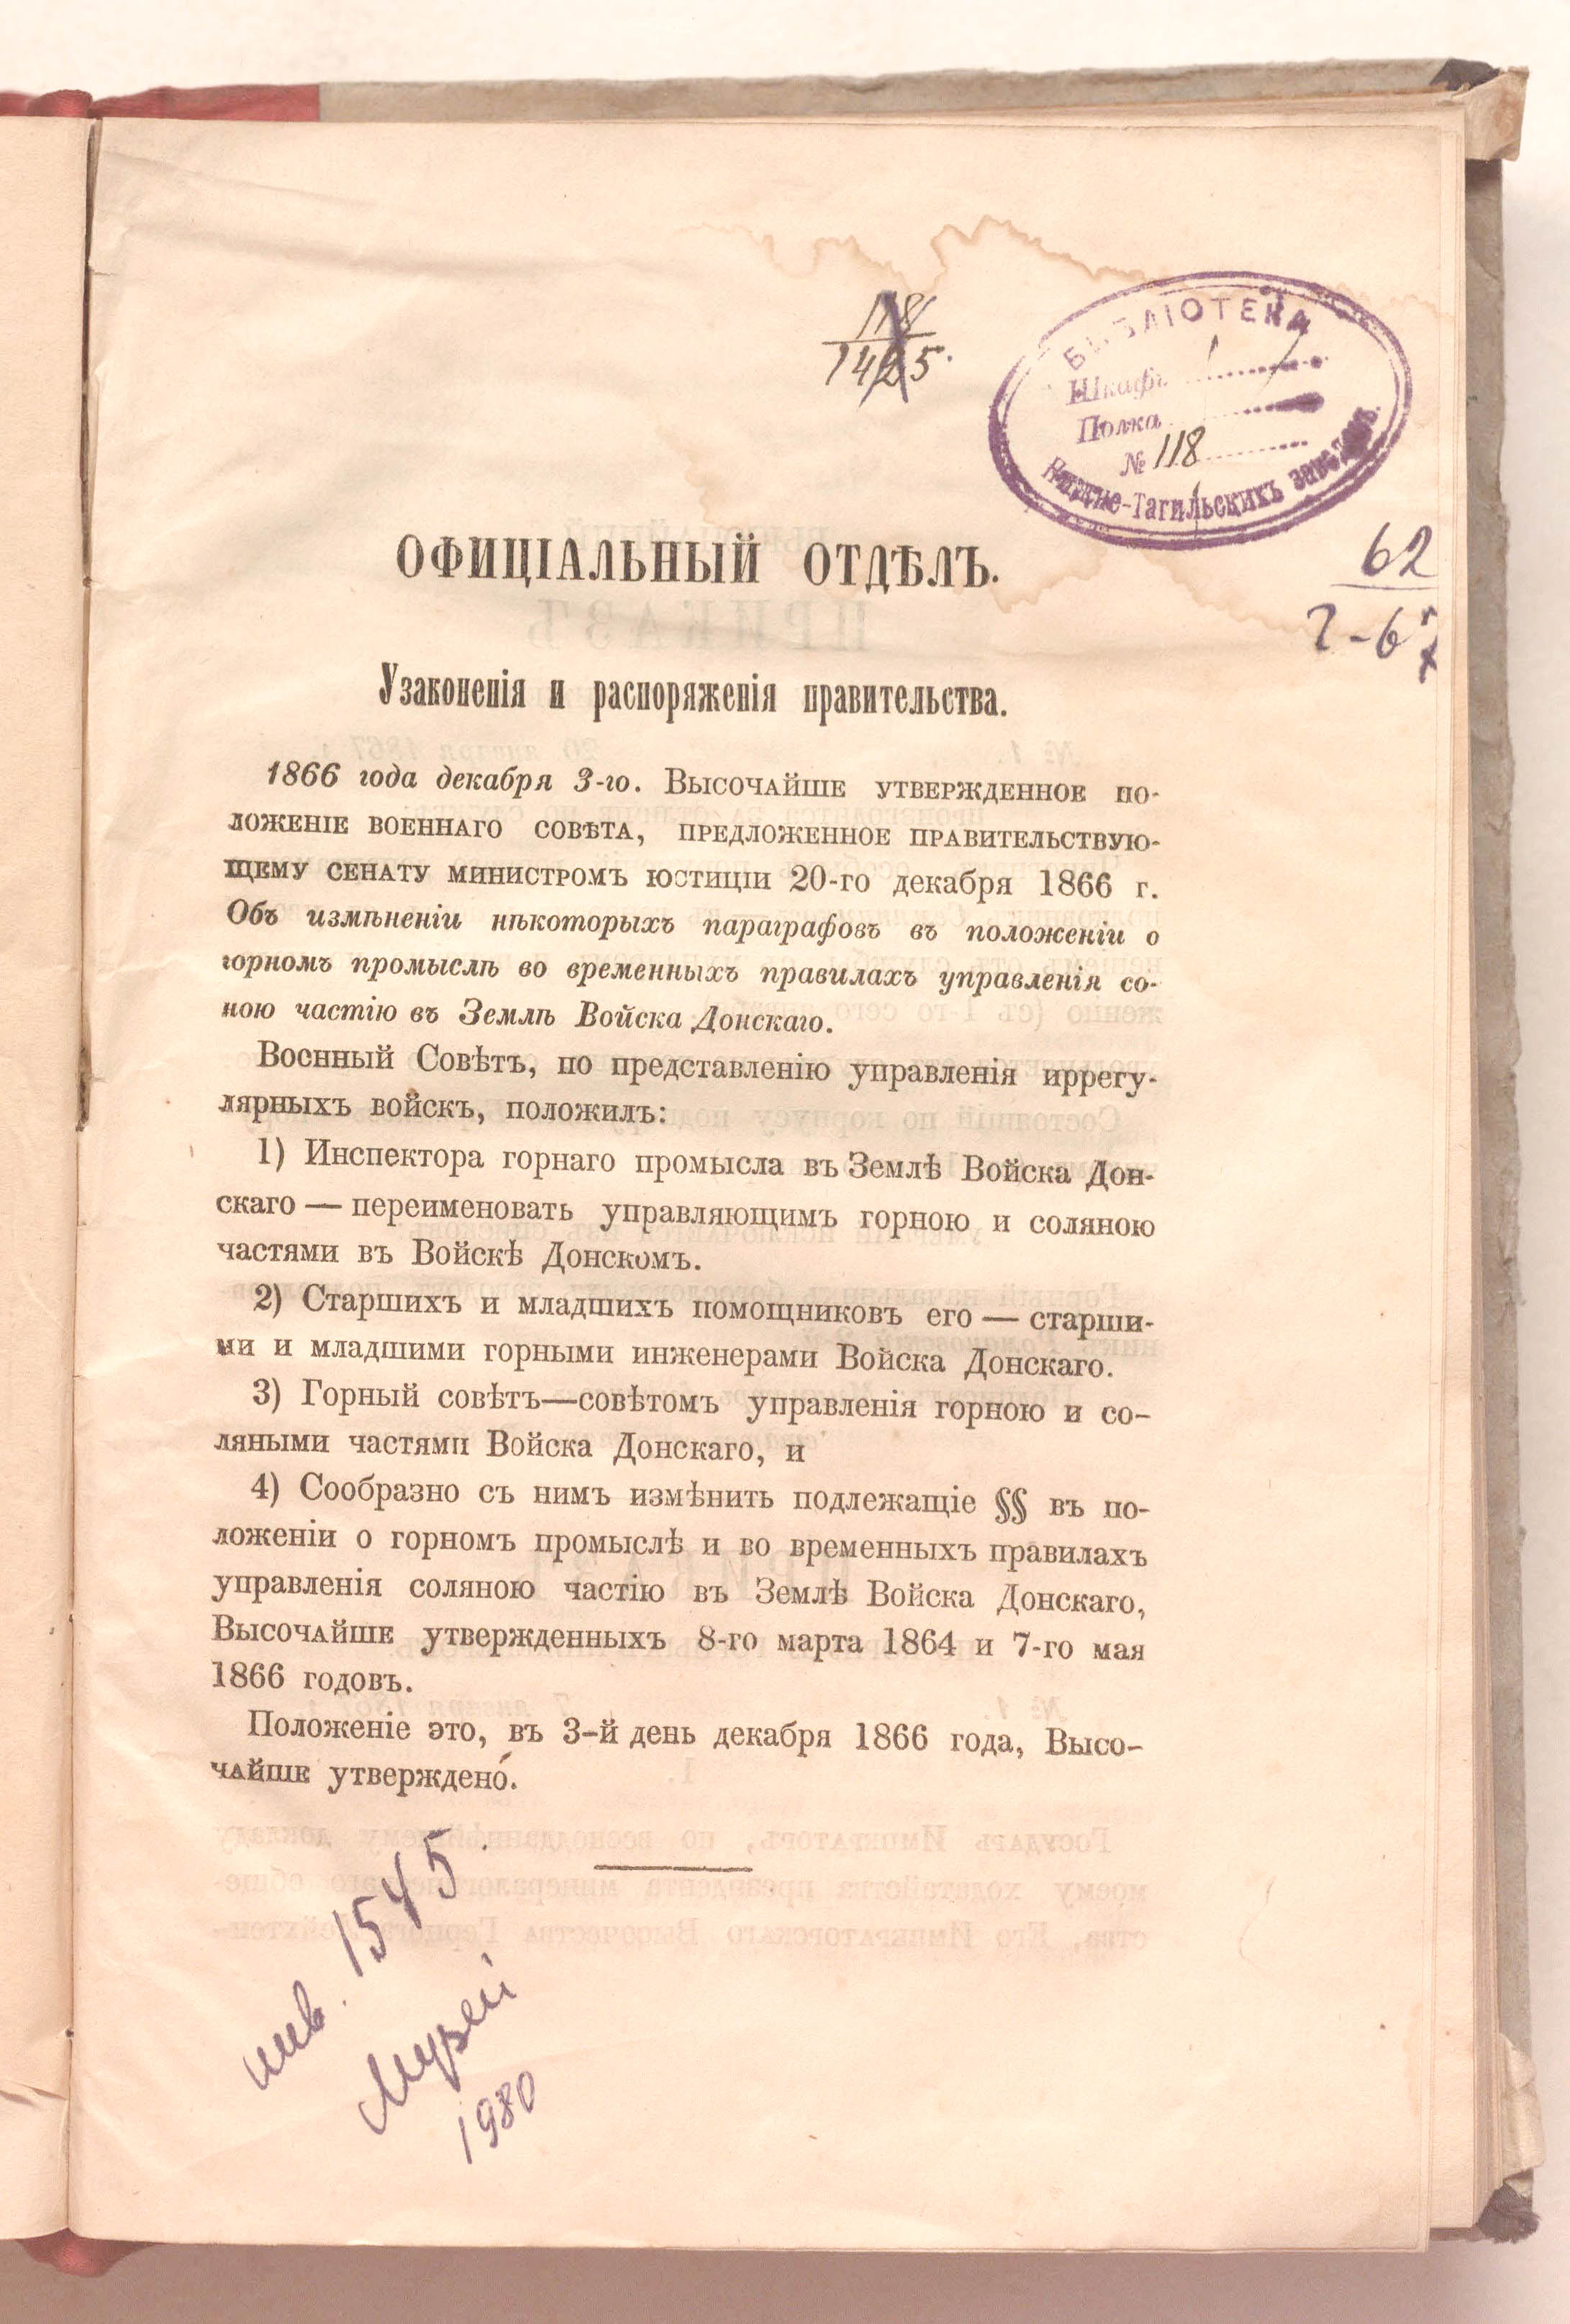 118
1425.
БИБЛІОТЕКА
Шкафъ
Полка
№ 118
Нижне-Тагильскихъ заводовъ
62
ОФИЦІАЛЬНЫЙ ОТДѢЛЪ.
Узаконенія и распоряженія правительства.
1866 года декабря 3-го. Высочайше утвержденное по-
ложеніе военнаго совѣта, предложенное правительствую-
щему сенату министромъ юстиціи 20-го декабря 1866 г.
Объ измѣненіи нѣкоторыхъ параграфовъ въ положеніи о
горномъ промыслѣ во временныхъ правилахъ управленія со-
ною частію въ Землѣ Войска Донскаго.
Военный Совѣтъ, по представленію управленія иррегу-
лярныхъ войскъ, положилъ:
1) Инспектора горнаго промысла въ Землѣ Войска Дон-
скаго — переименовать управляющимъ горною и соляною
частями въ Войскѣ Донскомъ.
2) Старшихъ и младшихъ помощниковъ его — старши-
ми и младшими горными инженерами Войска Донскаго.
3) Горный совѣтъ—совѣтомъ управленія горною и со-
ляными частями Войска Донскаго, и
4) Сообразно съ нимъ измѣнить подлежащіе §§ въ по-
ложеніи о горномъ промыслѣ и во временныхъ правилахъ
управленія соляною частію въ Землѣ Войска Донскаго,
Высочайше утвержденныхъ 8-го марта 1864 и 7-го мая
1866 годовъ.
Положеніе это, въ 3-й день декабря 1866 года, Высо-
чайше утверждено.
инв. 1545.
Музей
1980